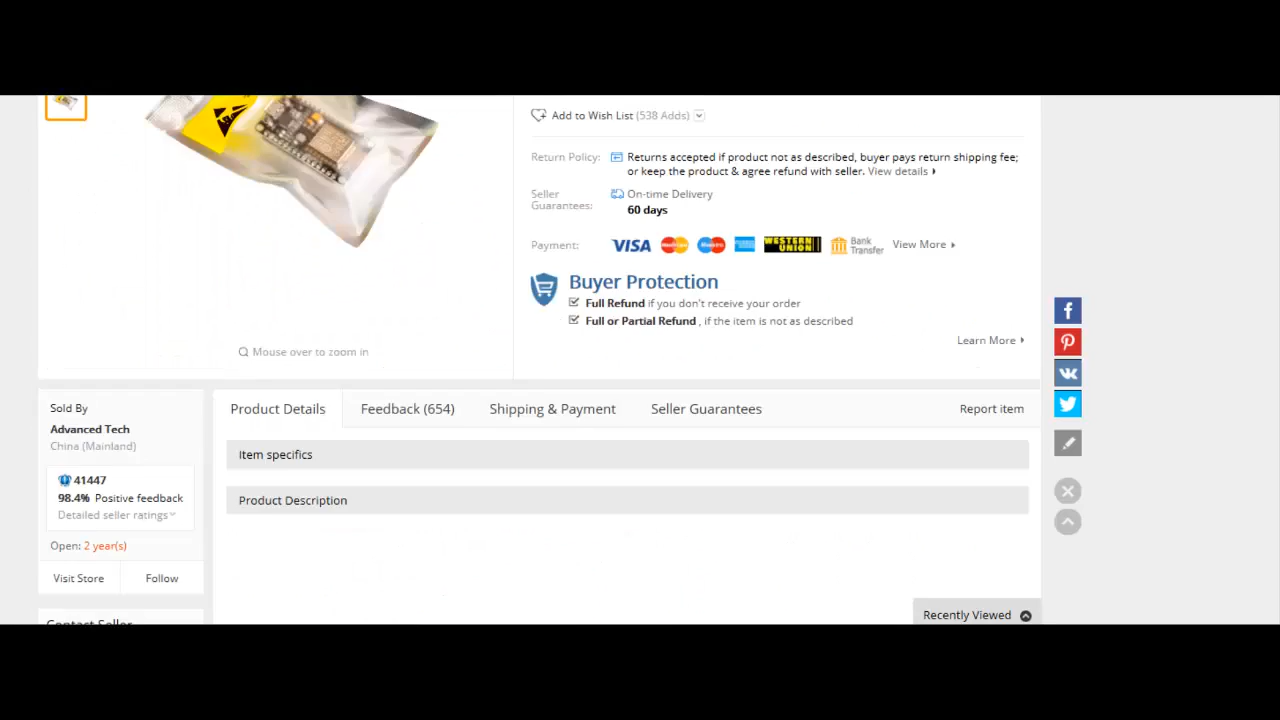 Add to Wish List (538 Adds)
Return Policy: Returns accepted if product not as described, buyer pays return shipping fee;
or keep the product & agree refund with seller. View details
Seller Guarantees: On-time Delivery
60 days
Payment: VISA MasterCard Maestro WESTERN UNION Bank Transfer View More
Buyer Protection
Full Refund if you don't receive your order
Full or Partial Refund , if the item is not as described
Learn More
Mouse over to zoom in
Sold By
Advanced Tech
China (Mainland)
41447
98.4% Positive feedback
Detailed seller ratings
Open: 2 year(s)
Visit Store Follow
Contact Seller
Product Details Feedback (654) Shipping & Payment Seller Guarantees Report item
Item specifics
Product Description
Recently Viewed